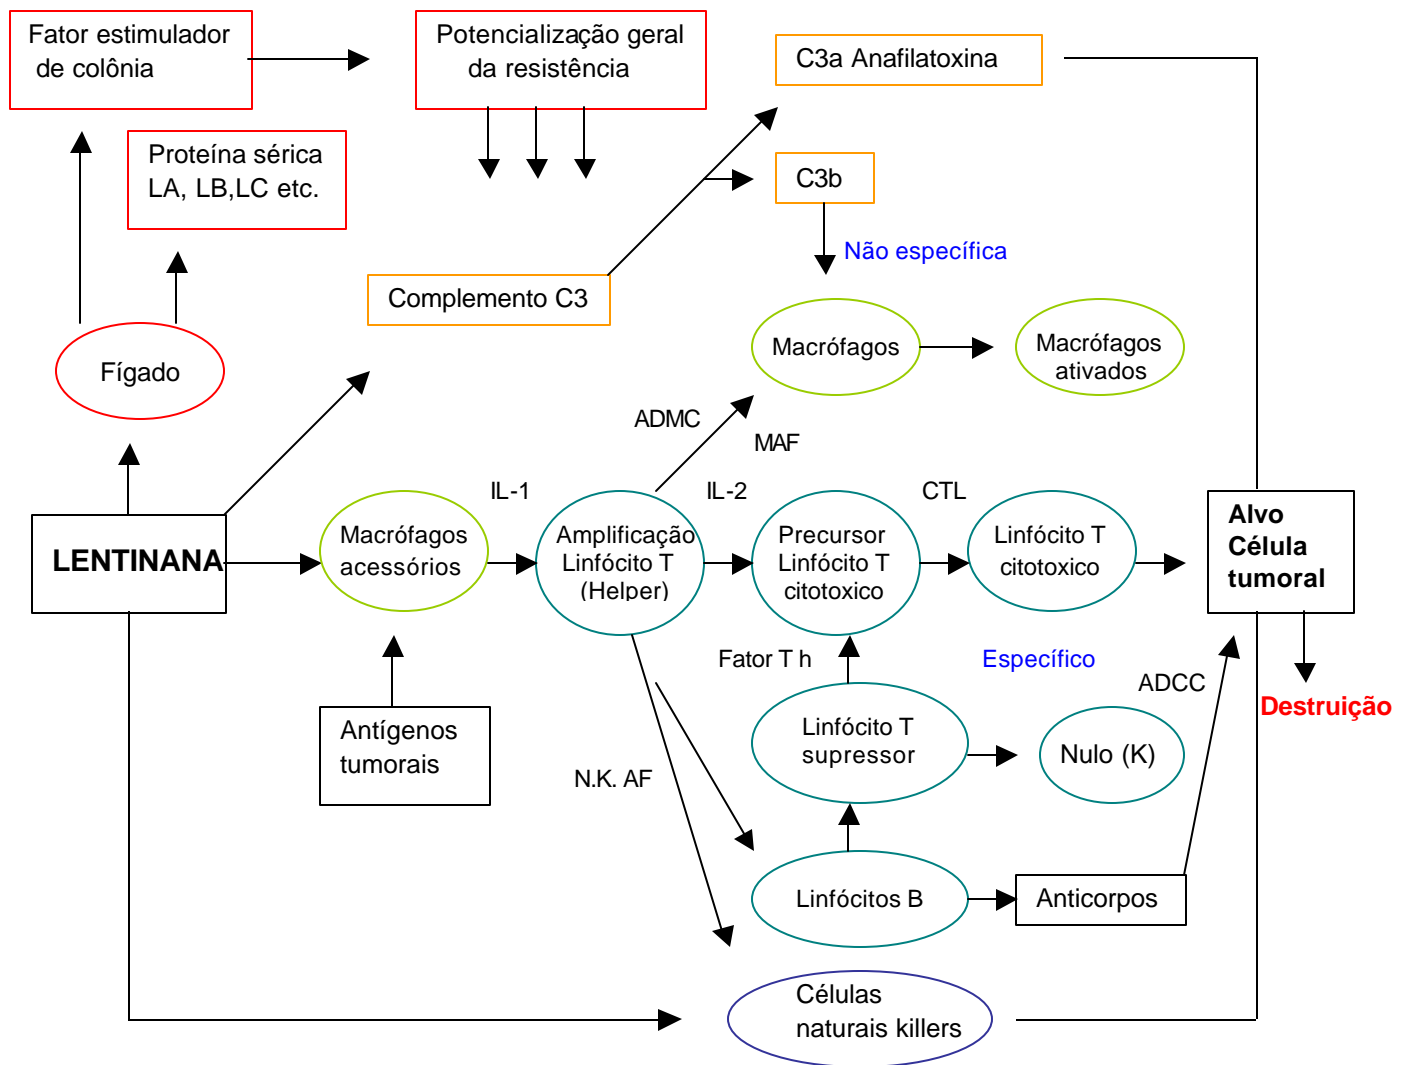 Fator estimulador
de colônia
Potencialização geral
da resistência
C3a Anafilatoxina
Proteína sérica
LA, LB,LC etc.
C3b
Não específica
Complemento C3
Macrófagos
Macrófagos
ativados
Fígado
ADMC
MAF
IL-1
IL-2
CTL
LENTINANA
Macrófagos
acessórios
Amplificação
Linfócito T
(Helper)
Precursor
Linfócito T
citotoxico
Linfócito T
citotoxico
Alvo
Célula
tumoral
Fator T h
Específico
ADCC
Destruição
Antígenos
tumorais
Linfócito T
supressor
Nulo (K)
N.K. AF
Linfócitos B
Anticorpos
Células
naturais killers